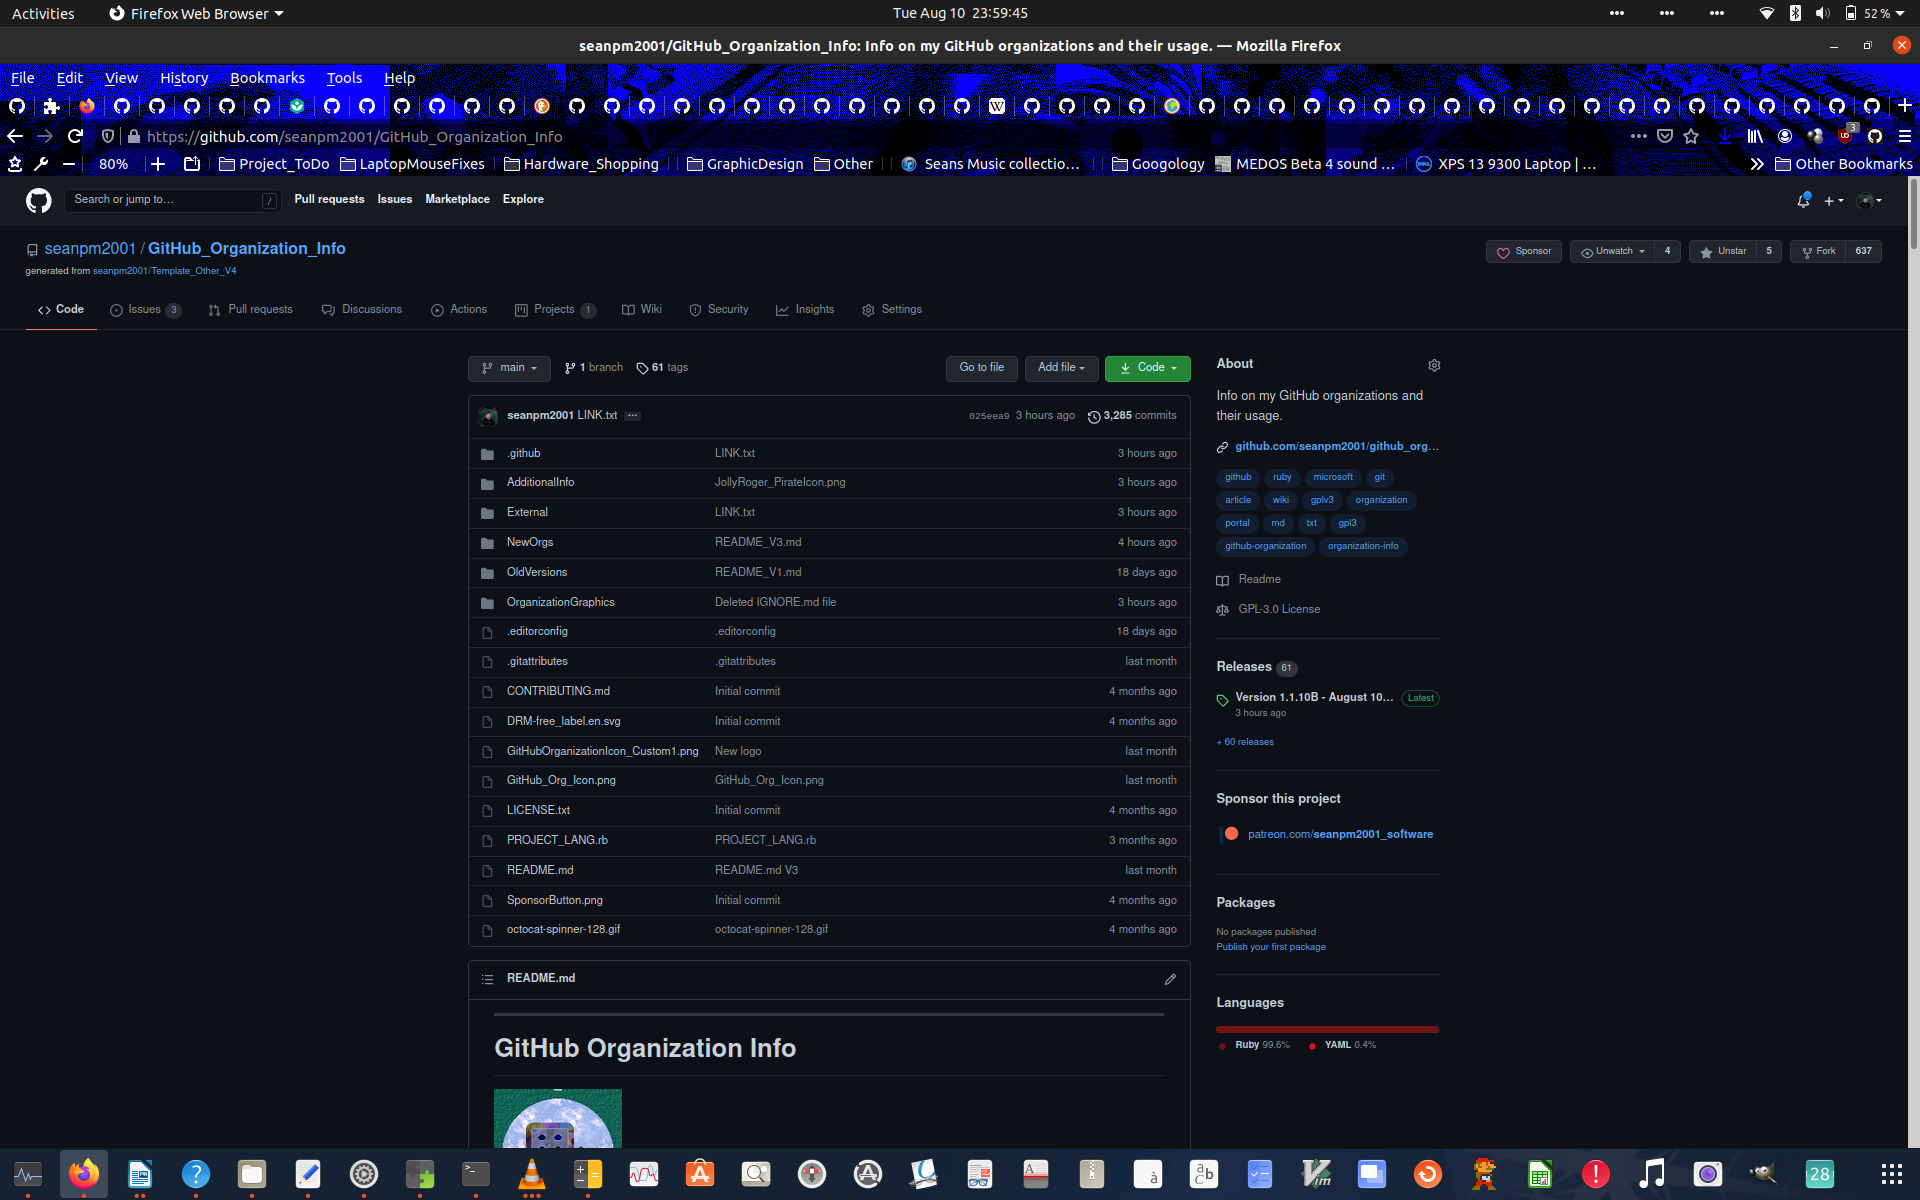 Activities Firefox Web Browser Tue Aug 10 23:59:45 52 %
seanpm2001/GitHub_Organization_Info: Info on my GitHub organizations and their usage. — Mozilla Firefox
File Edit View History Bookmarks Tools Help
https://github.com/seanpm2001/GitHub_Organization_Info 3
80% Project_ToDo LaptopMouseFixes Hardware_Shopping GraphicDesign Other Seans Music collectio… Googology MEDOS Beta 4 sound … XPS 13 9300 Laptop | … Other Bookmarks
Search or jump to… / Pull requests Issues Marketplace Explore
seanpm2001 / GitHub_Organization_Info Sponsor Unwatch 4 Unstar 5 Fork 637
generated from seanpm2001/Template_Other_V4
Code Issues 3 Pull requests Discussions Actions Projects 1 Wiki Security Insights Settings
main 1 branch 61 tags Go to file Add file Code
seanpm2001 LINK.txt ··· 025eea9 3 hours ago 3,285 commits
.github LINK.txt 3 hours ago
AdditionalInfo JollyRoger_PirateIcon.png 3 hours ago
External LINK.txt 3 hours ago
NewOrgs README_V3.md 4 hours ago
OldVersions README_V1.md 18 days ago
OrganizationGraphics Deleted IGNORE.md file 3 hours ago
.editorconfig .editorconfig 18 days ago
.gitattributes .gitattributes last month
CONTRIBUTING.md Initial commit 4 months ago
DRM-free_label.en.svg Initial commit 4 months ago
GitHubOrganizationIcon_Custom1.png New logo last month
GitHub_Org_Icon.png GitHub_Org_Icon.png last month
LICENSE.txt Initial commit 4 months ago
PROJECT_LANG.rb PROJECT_LANG.rb 3 months ago
README.md README.md V3 last month
SponsorButton.png Initial commit 4 months ago
octocat-spinner-128.gif octocat-spinner-128.gif 4 months ago
README.md
GitHub Organization Info
About
Info on my GitHub organizations and
their usage.
github.com/seanpm2001/github_org…
github ruby microsoft git
article wiki gplv3 organization
portal md txt gpl3
github-organization organization-info
Readme
GPL-3.0 License
Releases 61
Version 1.1.10B - August 10… Latest
3 hours ago
+ 60 releases
Sponsor this project
patreon.com/seanpm2001_software
Packages
No packages published
Publish your first package
Languages
Ruby 99.6% YAML 0.4%
28